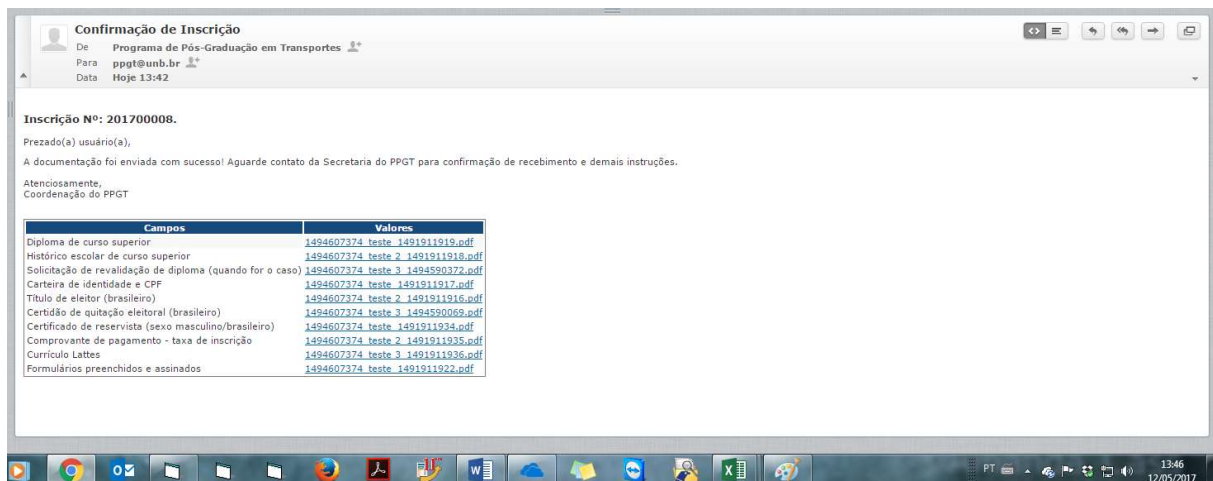 Confirmação de Inscrição
De Programa de Pós-Graduação em Transportes
Para ppgt@unb.br
Data Hoje 13:42
Inscrição Nº: 201700008.
Prezado(a) usuário(a),
A documentação foi enviada com sucesso! Aguarde contato da Secretaria do PPGT para confirmação de recebimento e demais instruções.
Atenciosamente,
Coordenação do PPGT
Campos Valores
Diploma de curso superior 1494607374_teste_1491911919.pdf
Histórico escolar de curso superior 1494607374_teste_2_1491911918.pdf
Solicitação de revalidação de diploma (quando for o caso) 1494607374_teste_3_1494590372.pdf
Carteira de identidade e CPF 1494607374_teste_1491911917.pdf
Título de eleitor (brasileiro) 1494607374_teste_2_1491911916.pdf
Certidão de quitação eleitoral (brasileiro) 1494607374_teste_3_1494590069.pdf
Certificado de reservista (sexo masculino/brasileiro) 1494607374_teste_1491911934.pdf
Comprovante de pagamento - taxa de inscrição 1494607374_teste_2_1491911935.pdf
Currículo Lattes 1494607374_teste_3_1491911936.pdf
Formulários preenchidos e assinados 1494607374_teste_1491911922.pdf
PT 13:46
12/05/2017